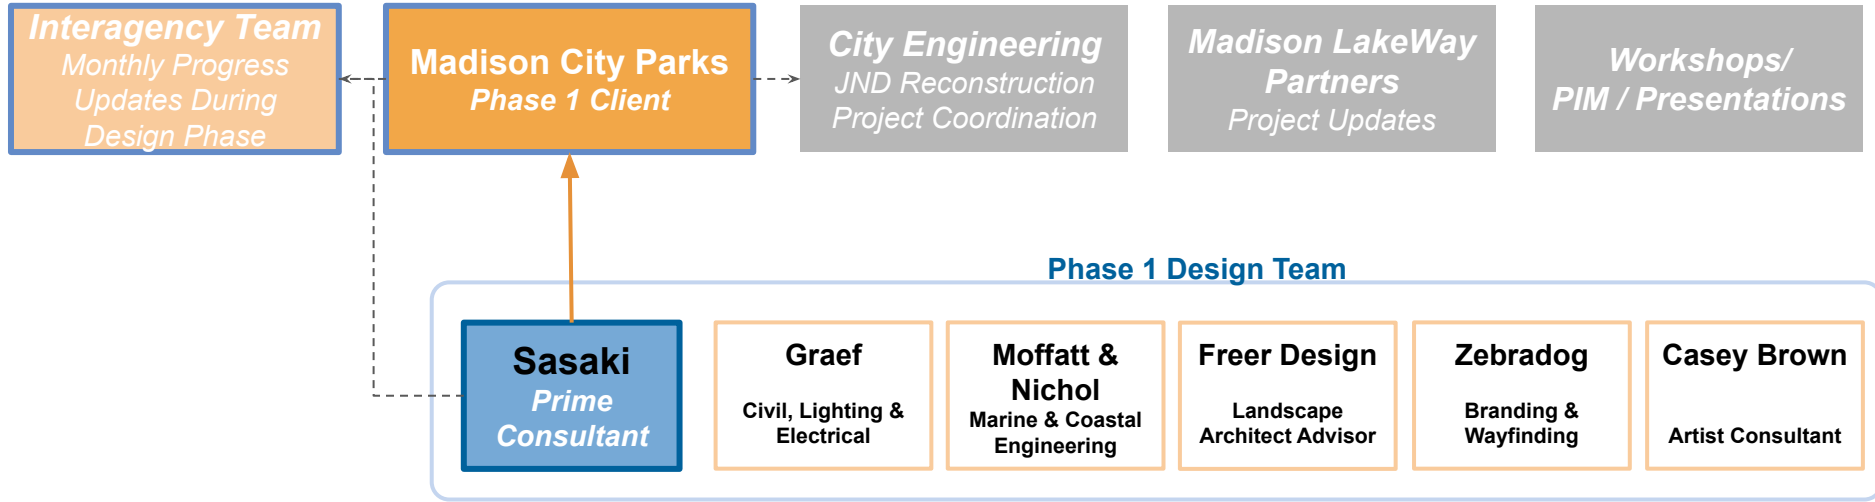 Interagency Team
Monthly Progress
Updates During
Design Phase
Madison City Parks
Phase 1 Client
City Engineering
JND Reconstruction
Project Coordination
Madison LakeWay
Partners
Project Updates
Workshops/
PIM / Presentations
Phase 1 Design Team
Sasaki
Prime
Consultant
Graef
Civil, Lighting &
Electrical
Moffatt &
Nichol
Marine & Coastal
Engineering
Freer Design
Landscape
Architect Advisor
Zebradog
Branding &
Wayfinding
Casey Brown
Artist Consultant